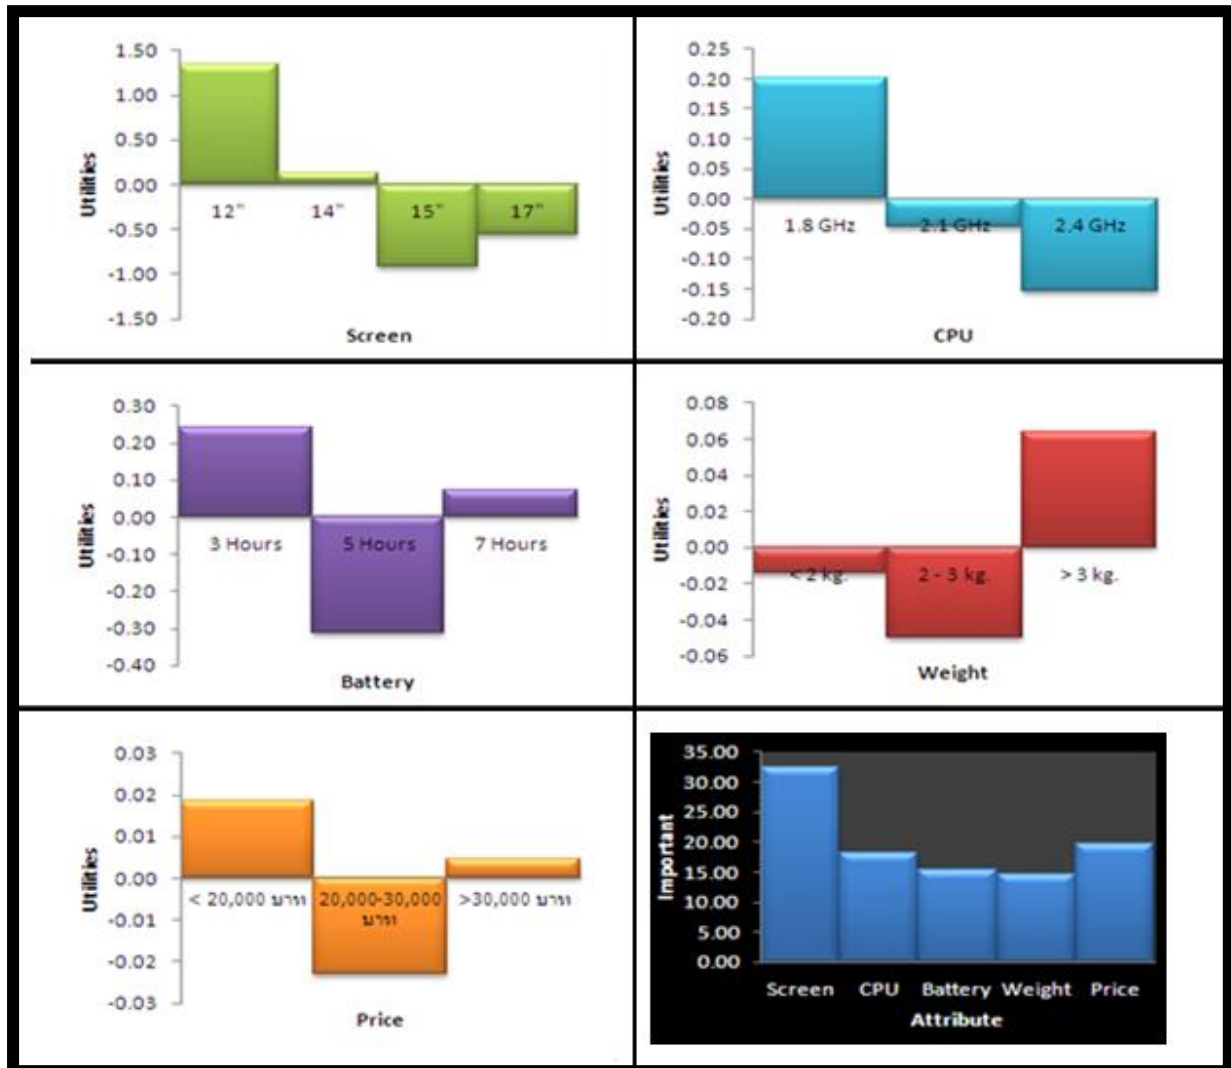 1.50
1.00
0.50
0.00
-0.50
-1.00
-1.50
Utilities
12" 14" 15" 17"
Screen
0.25
0.20
0.15
0.10
0.05
0.00
-0.05
-0.10
-0.15
-0.20
Utilities
1.8 GHz 2.1 GHz 2.4 GHz
CPU
0.30
0.20
0.10
0.00
-0.10
-0.20
-0.30
-0.40
Utilities
3 Hours 5 Hours 7 Hours
Battery
0.08
0.06
0.04
0.02
0.00
-0.02
-0.04
-0.06
Utilities
< 2 kg. 2 - 3 kg. > 3 kg.
Weight
0.03
0.02
0.01
0.00
-0.01
-0.02
-0.03
Utilities
< 20,000 บาท 20,000-30,000 >30,000 บาท
บาท
Price
35.00
30.00
25.00
20.00
15.00
10.00
5.00
0.00
Important
Screen CPU Battery Weight Price
Attribute